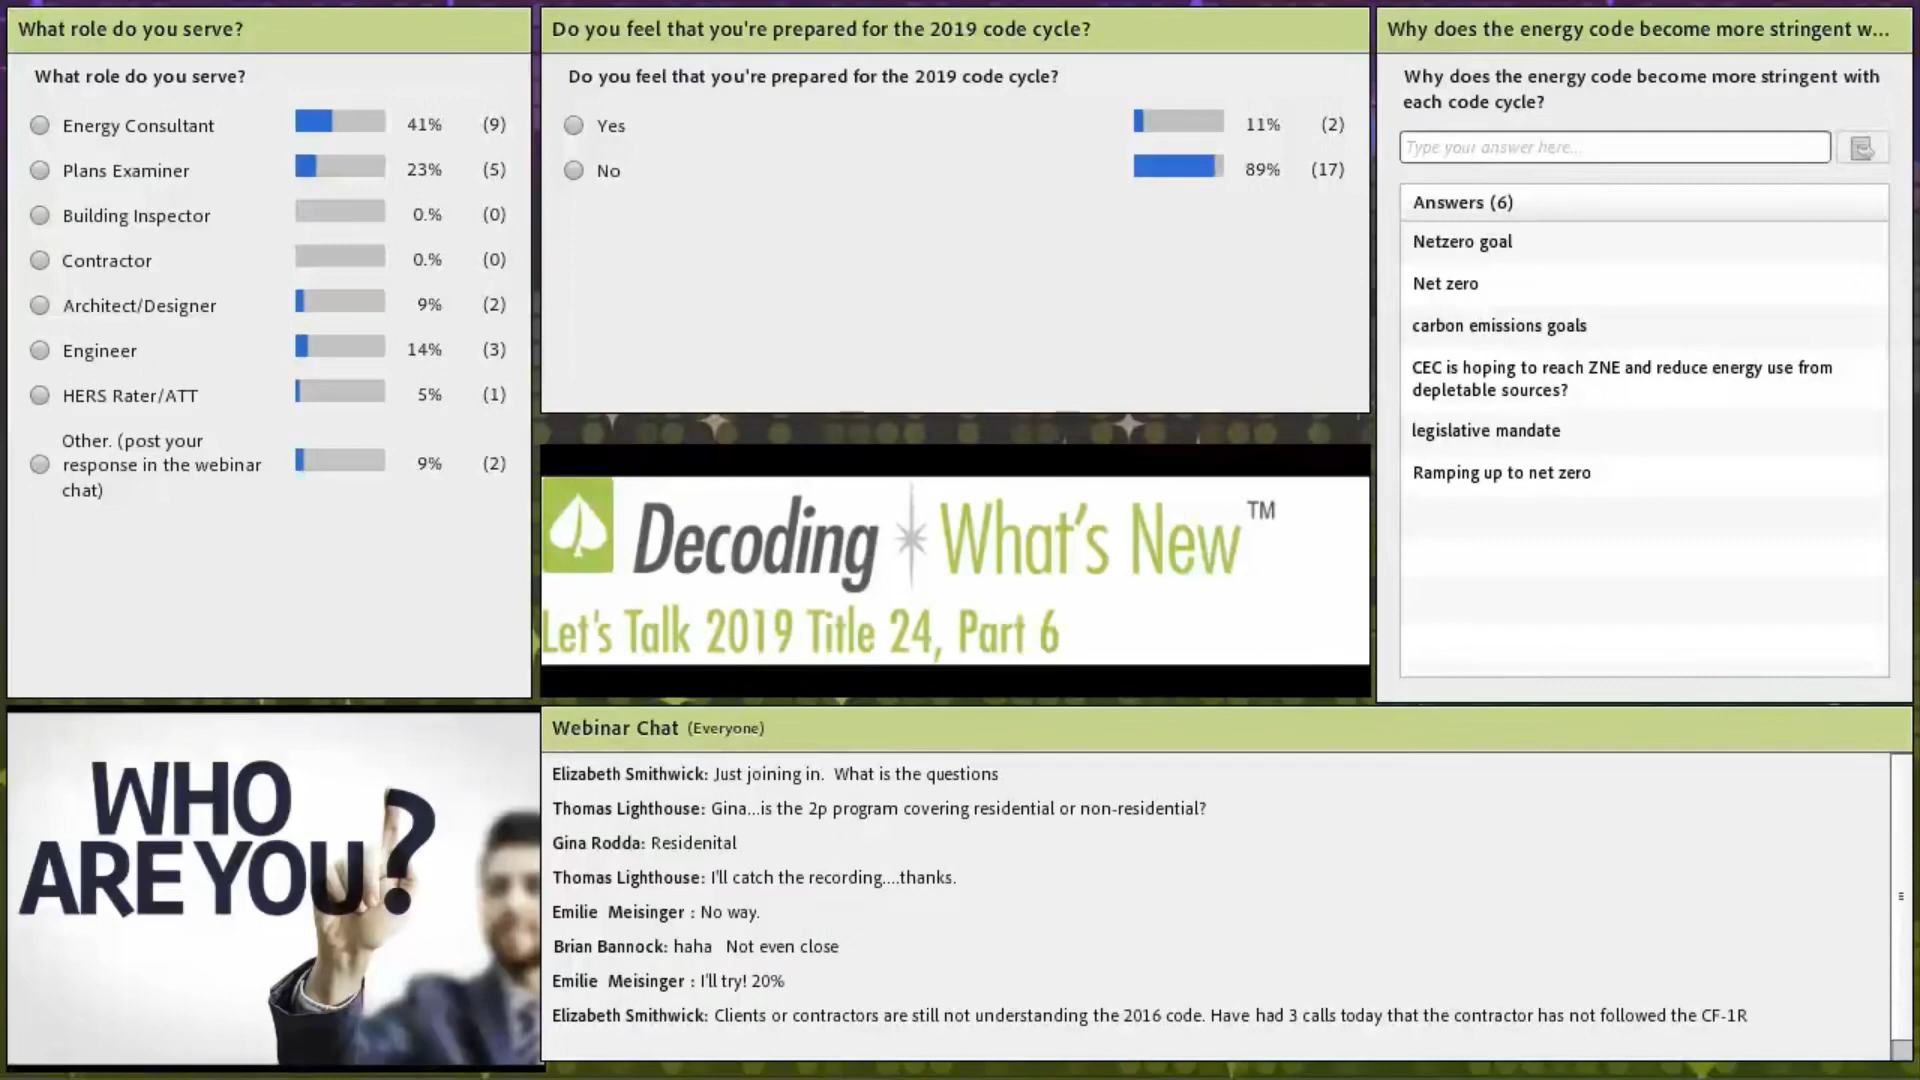 What role do you serve?
What role do you serve?
Energy Consultant 41% (9)
Plans Examiner 23% (5)
Building Inspector 0.% (0)
Contractor 0.% (0)
Architect/Designer 9% (2)
Engineer 14% (3)
HERS Rater/ATT 5% (1)
Other. (post your
response in the webinar 9% (2)
chat)
Do you feel that you're prepared for the 2019 code cycle?
Do you feel that you're prepared for the 2019 code cycle?
Yes 11% (2)
No 89% (17)
Why does the energy code become more stringent w...
Why does the energy code become more stringent with
each code cycle?
Type your answer here...
Answers (6)
Netzero goal
Net zero
carbon emissions goals
CEC is hoping to reach ZNE and reduce energy use from
depletable sources?
legislative mandate
Ramping up to net zero
Decoding What's New™
Let's Talk 2019 Title 24, Part 6
WHO
ARE YOU?
Webinar Chat (Everyone)
Elizabeth Smithwick: Just joining in. What is the questions
Thomas Lighthouse: Gina...is the 2p program covering residential or non-residential?
Gina Rodda: Residenital
Thomas Lighthouse: I'll catch the recording....thanks.
Emilie Meisinger : No way.
Brian Bannock: haha Not even close
Emilie Meisinger : I'll try! 20%
Elizabeth Smithwick: Clients or contractors are still not understanding the 2016 code. Have had 3 calls today that the contractor has not followed the CF-1R